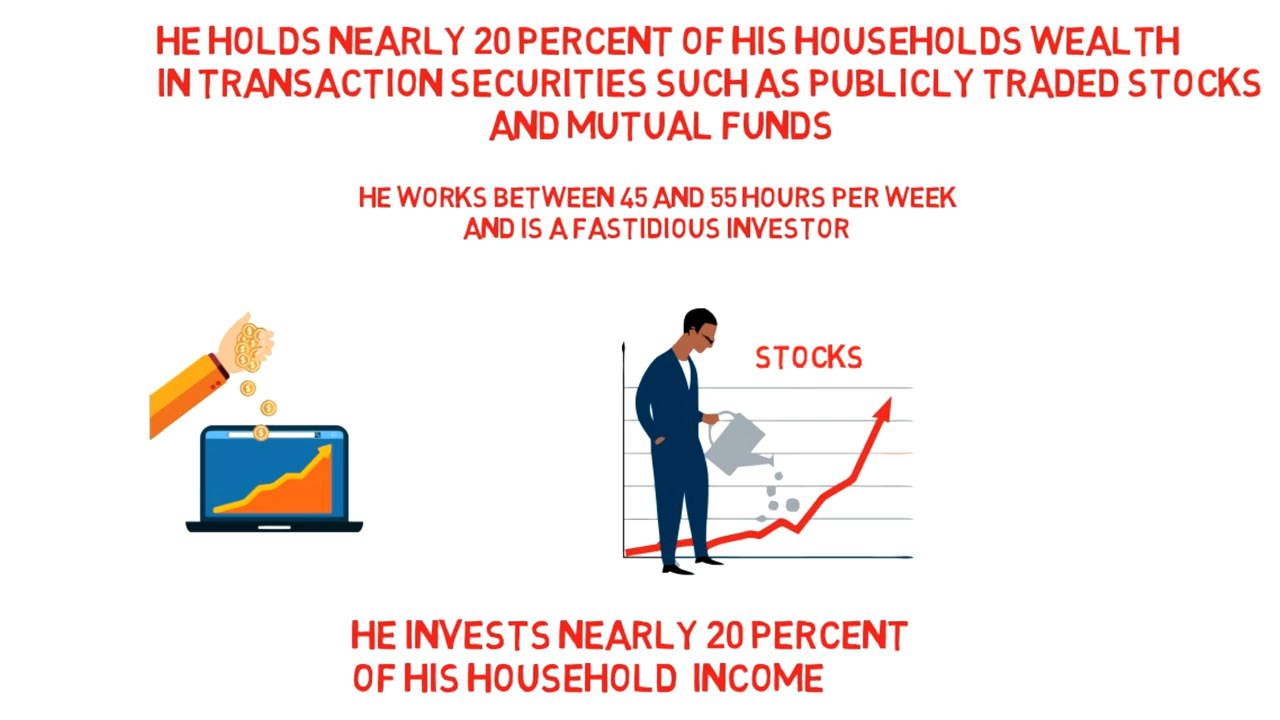 HE HOLDS NEARLY 20 PERCENT OF HIS HOUSEHOLDS WEALTH
IN TRANSACTION SECURITIES SUCH AS PUBLICLY TRADED STOCKS
AND MUTUAL FUNDS
HE WORKS BETWEEN 45 AND 55 HOURS PER WEEK
AND IS A FASTIDIOUS INVESTOR
STOCKS
HE INVESTS NEARLY 20 PERCENT
OF HIS HOUSEHOLD INCOME